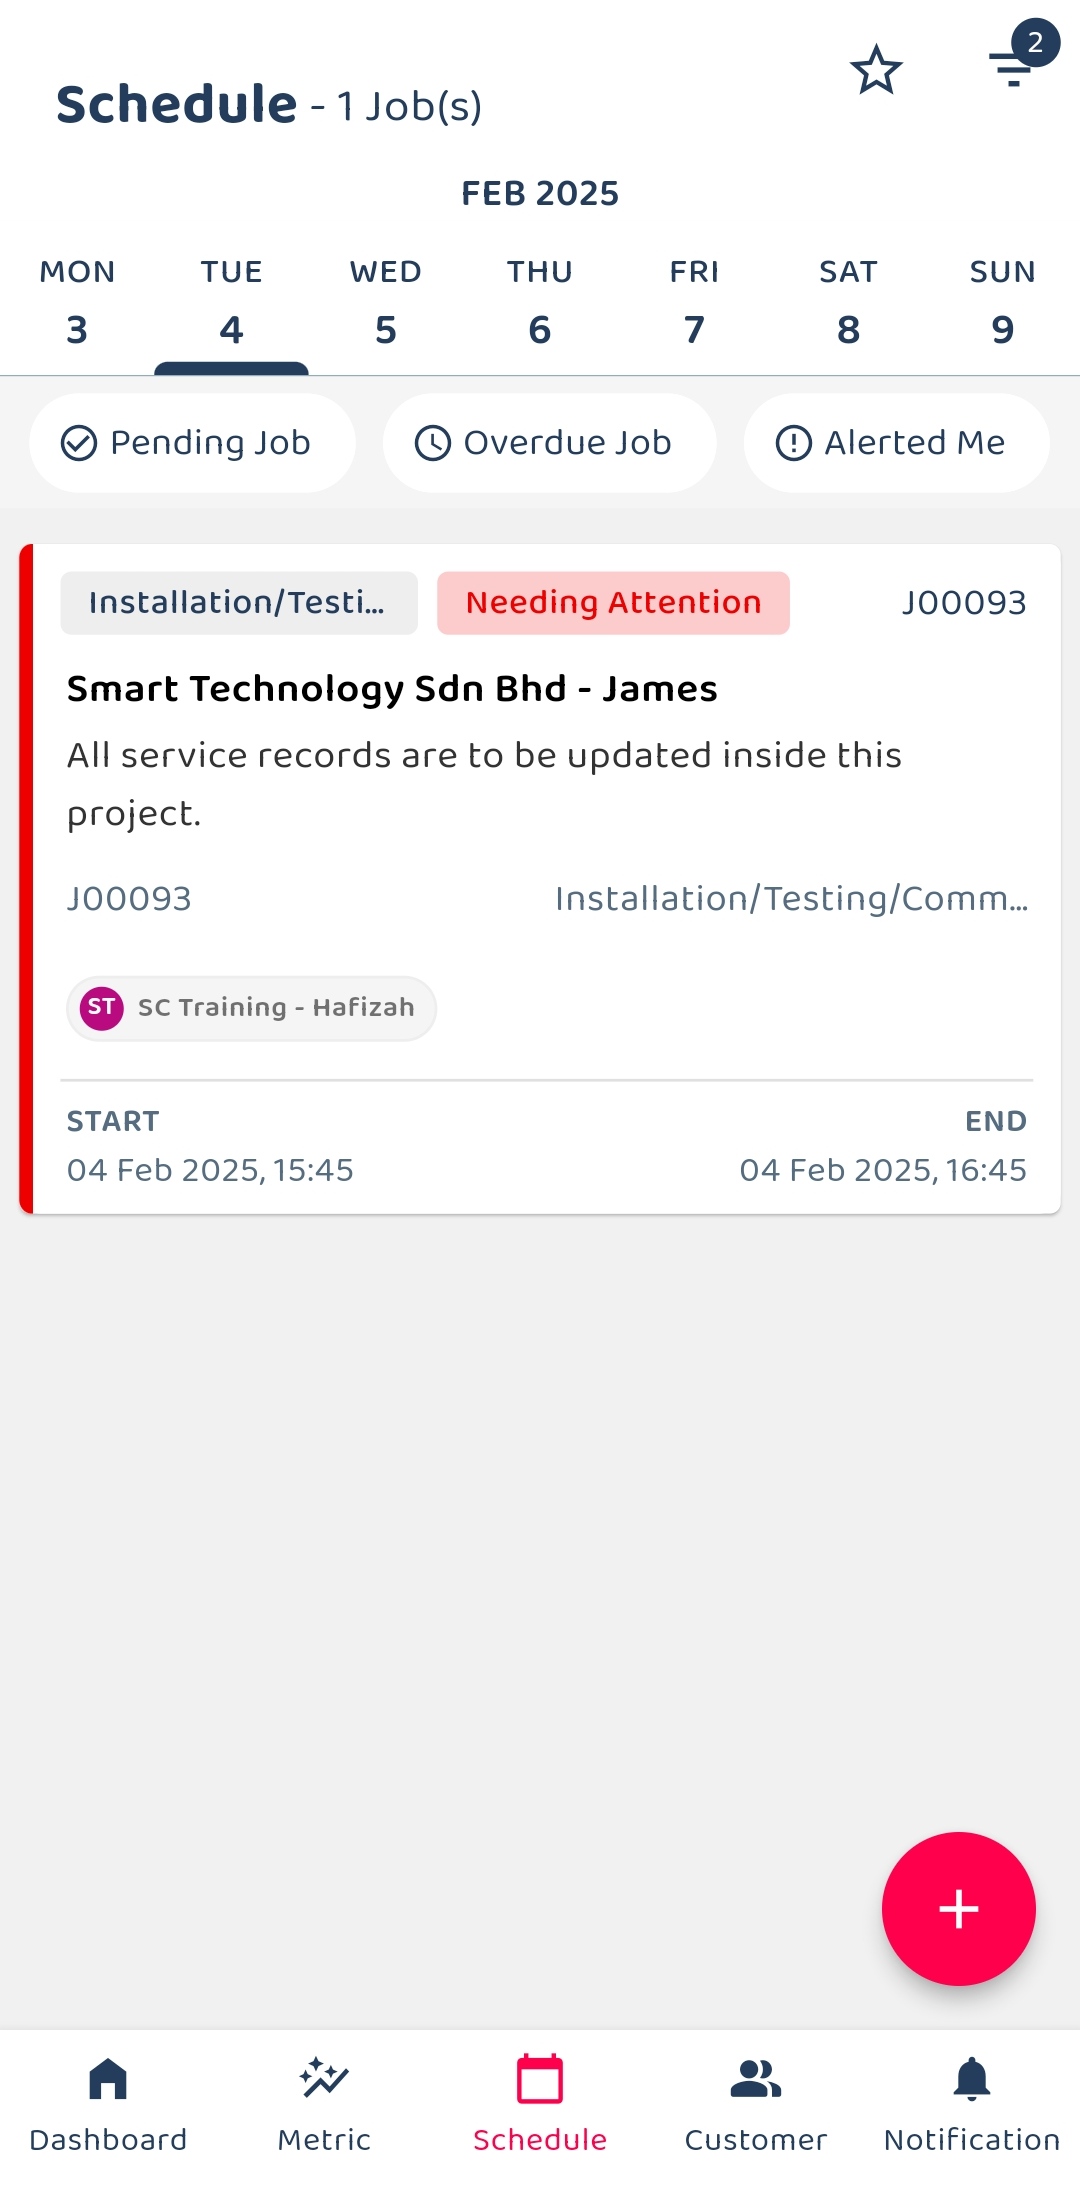 2
Schedule - 1 Job(s)
FEB 2025
MON TUE WED THU FRI SAT SUN
3 4 5 6 7 8 9
Pending Job Overdue Job Alerted Me
Installation/Testi... Needing Attention J00093
Smart Technology Sdn Bhd - James
All service records are to be updated inside this
project.
J00093 Installation/Testing/Comm...
ST SC Training - Hafizah
START END
04 Feb 2025, 15:45 04 Feb 2025, 16:45
+
Dashboard Metric Schedule Customer Notification